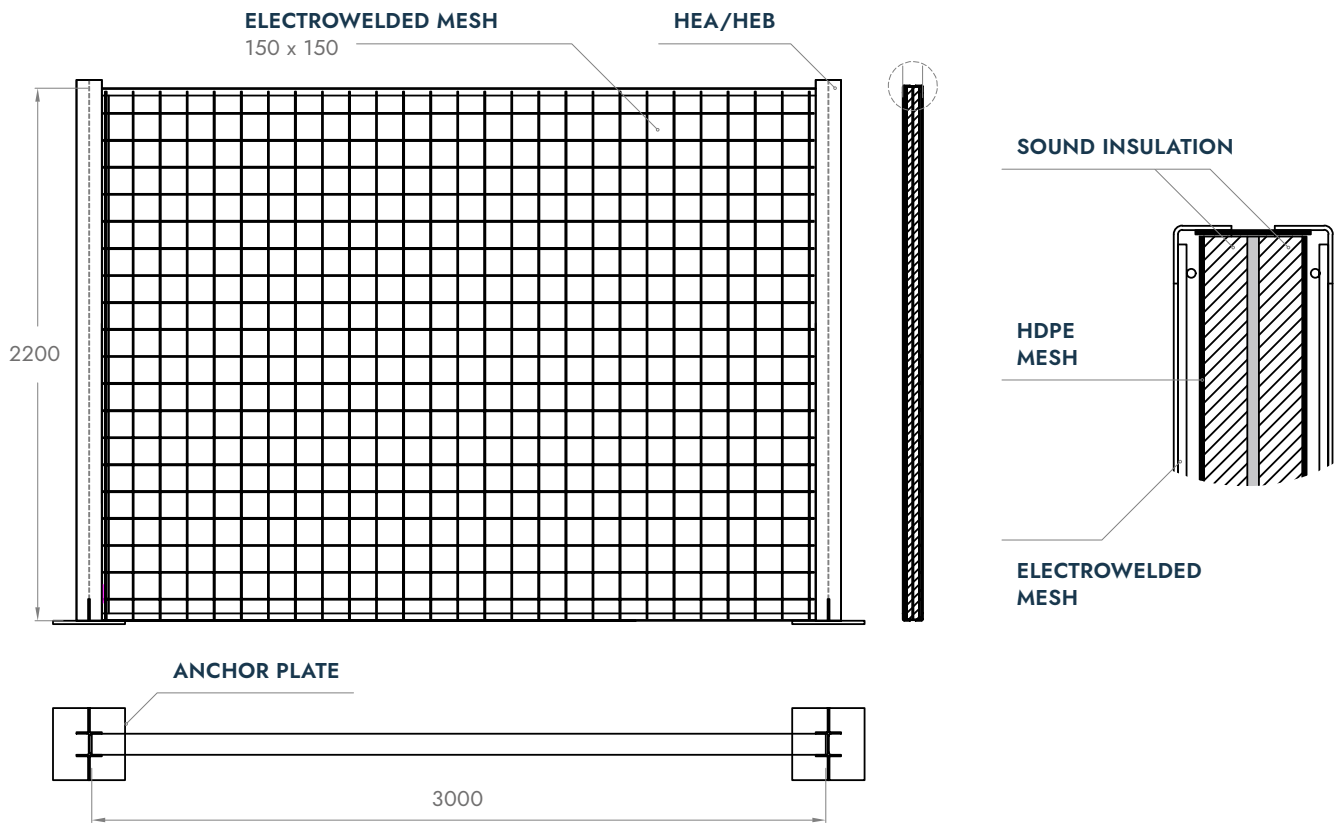 ELECTROWELDED MESH
150 x 150
HEA/HEB
SOUND INSULATION
2200
HDPE
MESH
ELECTROWELDED
MESH
ANCHOR PLATE
3000